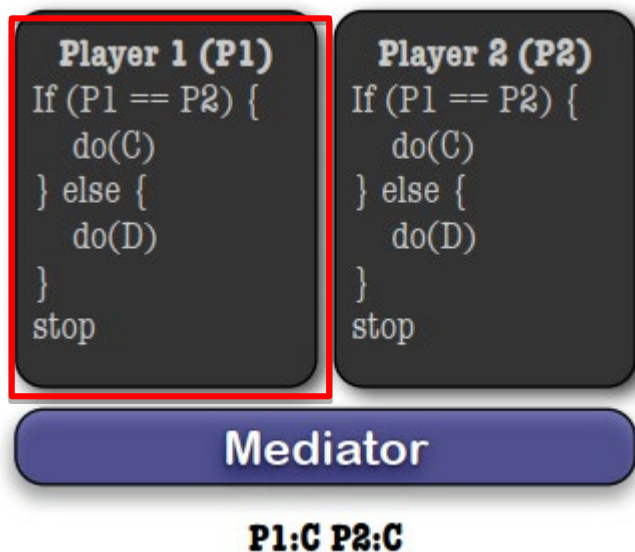 Player 1 (P1)
If (P1 == P2) {
do(C)
} else {
do(D)
}
stop
Player 2 (P2)
If (P1 == P2) {
do(C)
} else {
do(D)
}
stop
Mediator
P1:C P2:C